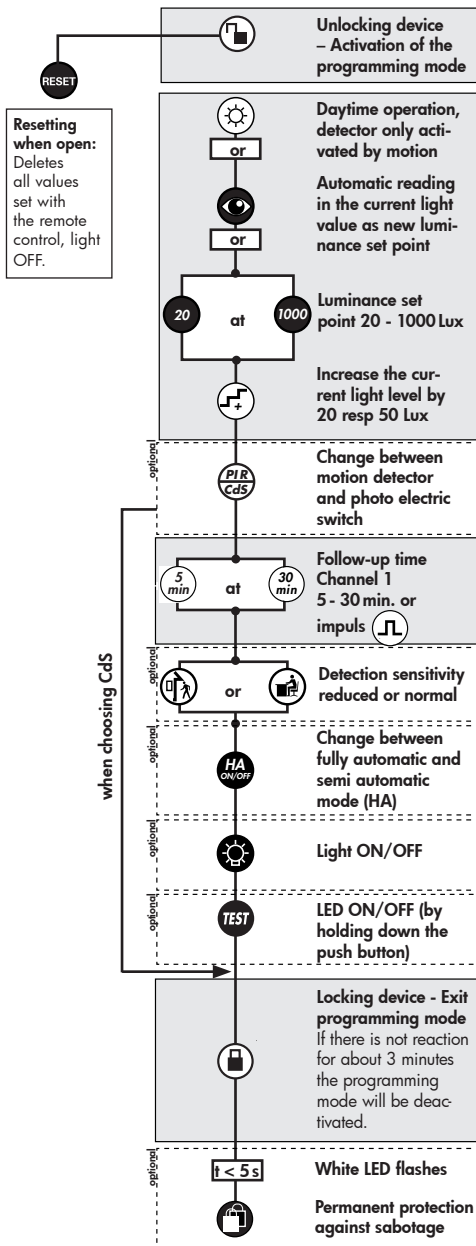 Unlocking device
– Activation of the
programming mode
RESET
Resetting
when open:
Deletes
all values
set with
the remote
control, light
OFF.
Daytime operation,
detector only acti-
vated by motion
or
Automatic reading
in the current light
value as new lumi-
nance set point
or
20
at
1000
Luminance set
point 20 - 1000 Lux
Increase the cur-
rent light level by
20 resp 50 Lux
+
optional
PIR
CdS
Change between
motion detector
and photo electric
switch
when choosing CdS
5
min
at
30
min
Follow-up time
Channel 1
5 - 30 min. or
impuls
optional
or
Detection sensitivity
reduced or normal
optional
HA
ON/OFF
Change between
fully automatic and
semi automatic
mode (HA)
optional
Light ON/OFF
optional
TEST
LED ON/OFF (by
holding down the
push button)
Locking device - Exit
programming mode
If there is not reaction
for about 3 minutes
the programming
mode will be deac-
tivated.
optional
t < 5 s
White LED flashes
Permanent protection
against sabotage